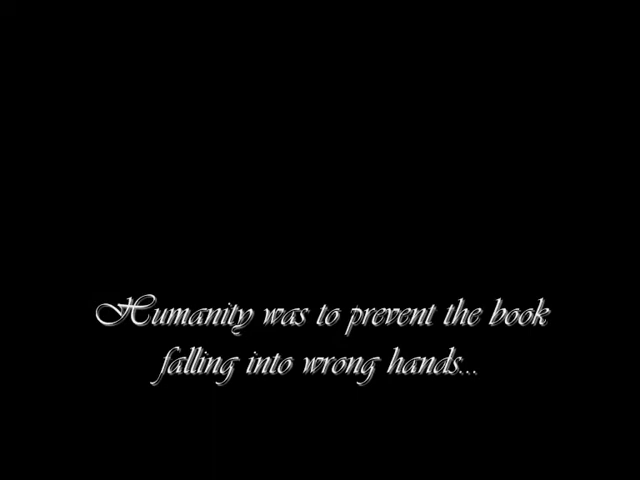 Humanity was to prevent the book
falling into wrong hands...